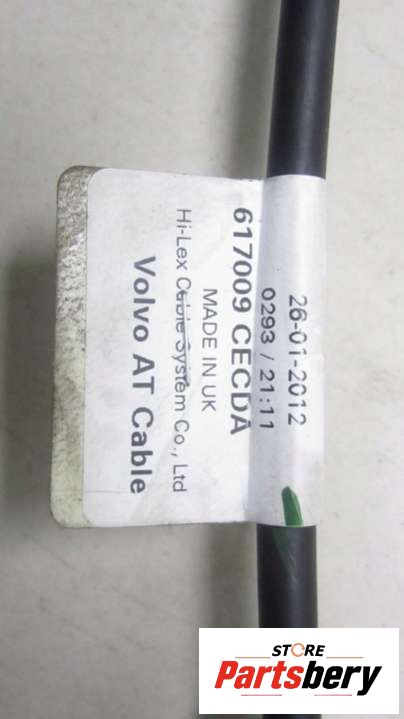 26-01-2012
0293 / 21:11
617009 CECDA
MADE IN UK
Hi-Lex Cable System Co., Ltd
Volvo AT Cable
STORE
Partsbery